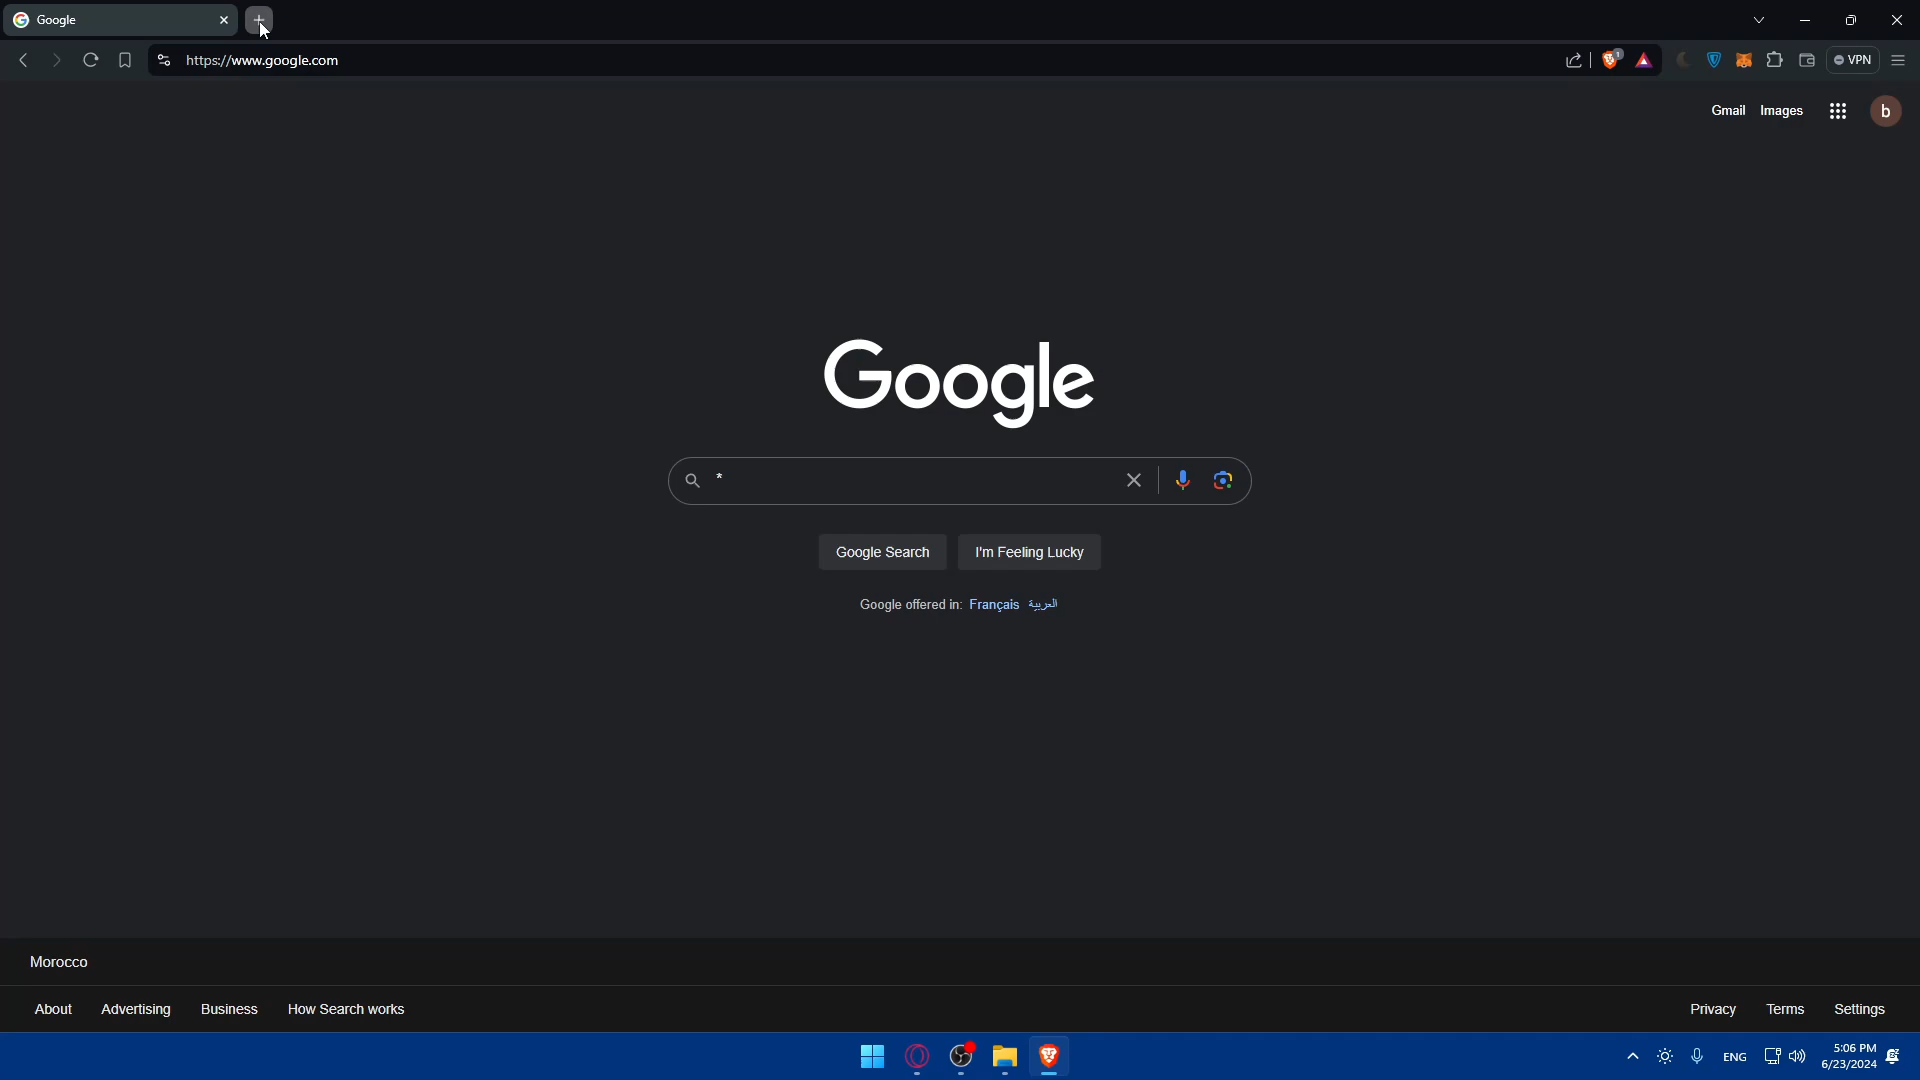 Google
https://www.google.com
1
VPN
Gmail Images
b
Google
*
Google Search I'm Feeling Lucky
Google offered in: Français العربية
Morocco
About Advertising Business How Search works
Privacy Terms Settings
ENG
5:06 PM
6/23/2024